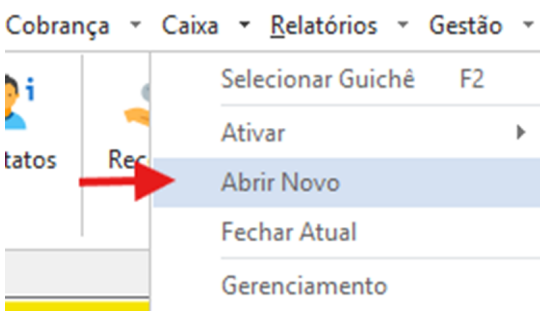 Cobrança Caixa Relatórios Gestão
Selecionar Guichê F2
Ativar
Abrir Novo
Fechar Atual
Gerenciamento
i
tatos Rec